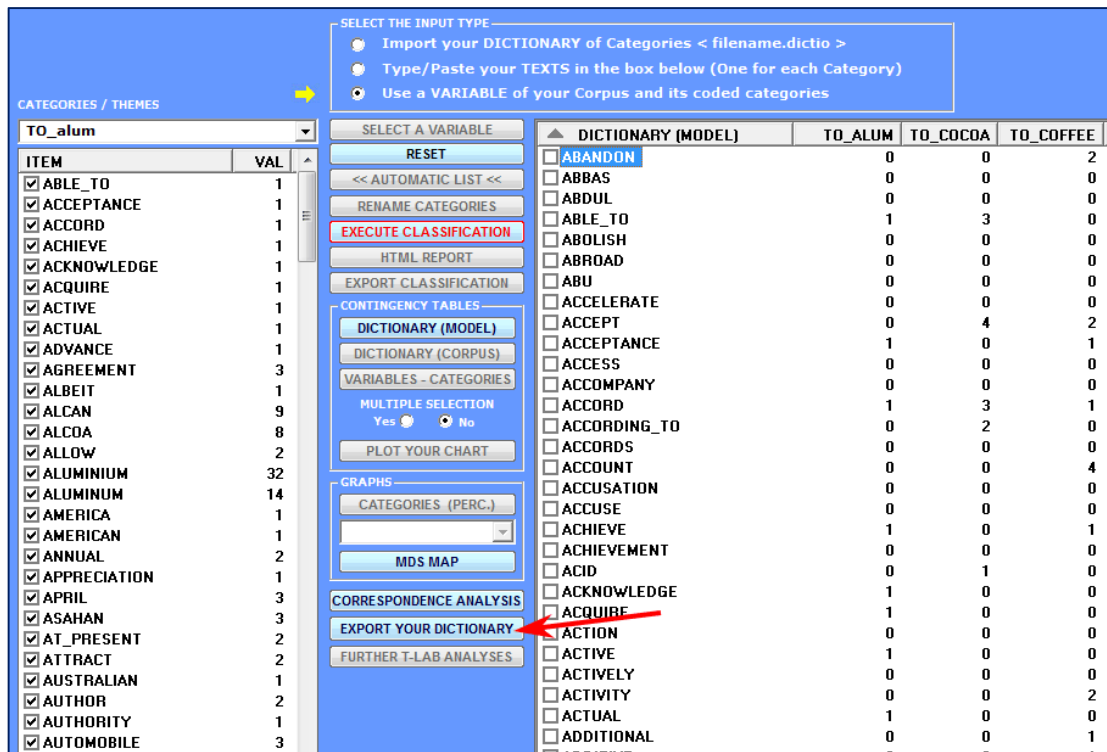 SELECT THE INPUT TYPE
Import your DICTIONARY of Categories < filename.dictio >
Type/Paste your TEXTS in the box below (One for each Category)
Use a VARIABLE of your Corpus and its coded categories
CATEGORIES / THEMES
TO_alum
ITEM VAL
ABLE_TO 1
ACCEPTANCE 1
ACCORD 1
ACHIEVE 1
ACKNOWLEDGE 1
ACQUIRE 1
ACTIVE 1
ACTUAL 1
ADVANCE 1
AGREEMENT 3
ALBEIT 1
ALCAN 9
ALCOA 8
ALLOW 2
ALUMINIUM 32
ALUMINUM 14
AMERICA 1
AMERICAN 1
ANNUAL 2
APPRECIATION 1
APRIL 3
ASAHAN 3
AT_PRESENT 2
ATTRACT 2
AUSTRALIAN 1
AUTHOR 2
AUTHORITY 1
AUTOMOBILE 3
SELECT A VARIABLE
RESET
<< AUTOMATIC LIST <<
RENAME CATEGORIES
EXECUTE CLASSIFICATION
HTML REPORT
EXPORT CLASSIFICATION
CONTINGENCY TABLES
DICTIONARY (MODEL)
DICTIONARY (CORPUS)
VARIABLES - CATEGORIES
MULTIPLE SELECTION
Yes No
PLOT YOUR CHART
GRAPHS
CATEGORIES (PERC.)
MDS MAP
CORRESPONDENCE ANALYSIS
EXPORT YOUR DICTIONARY
FURTHER T-LAB ANALYSES
DICTIONARY (MODEL) TO_ALUM TO_COCOA TO_COFFEE
ABANDON 0 0 2
ABBAS 0 0 0
ABDUL 0 0 0
ABLE_TO 1 3 0
ABOLISH 0 0 0
ABROAD 0 0 0
ABU 0 0 0
ACCELERATE 0 0 0
ACCEPT 0 4 2
ACCEPTANCE 1 0 1
ACCESS 0 0 0
ACCOMPANY 0 0 0
ACCORD 1 3 1
ACCORDING_TO 0 2 0
ACCORDS 0 0 0
ACCOUNT 0 0 4
ACCUSATION 0 0 0
ACCUSE 0 0 0
ACHIEVE 1 0 1
ACHIEVEMENT 0 0 0
ACID 0 1 0
ACKNOWLEDGE 1 0 0
ACQUIRE 1 0 0
ACTION 0 0 0
ACTIVE 1 0 0
ACTIVELY 0 0 0
ACTIVITY 0 0 2
ACTUAL 1 0 0
ADDITIONAL 0 0 1